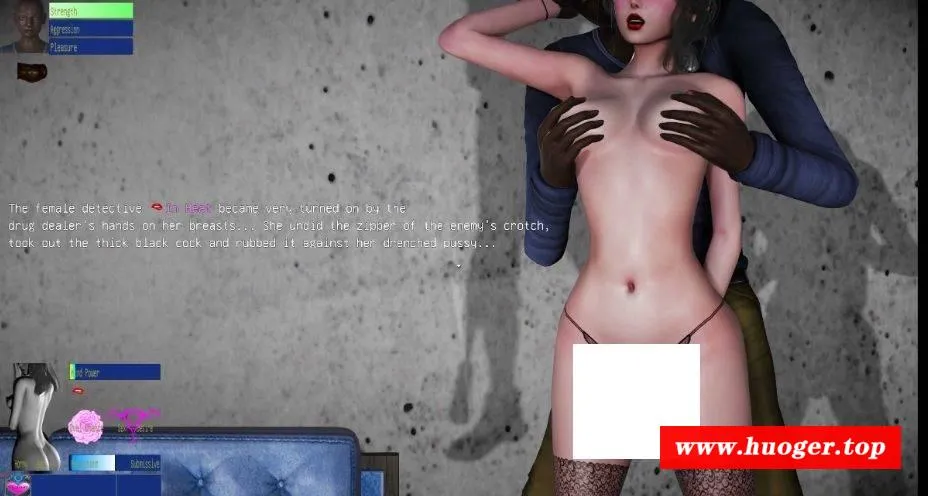 Strength
Aggression
Pleasure
The female detective In Heat became very turned on by the
drug dealer's hands on her breasts... She undid the zipper of the enemy's crotch,
took out the thick black cock and rubbed it against her drenched pussy...
Power
Submissive
www.huoger.top